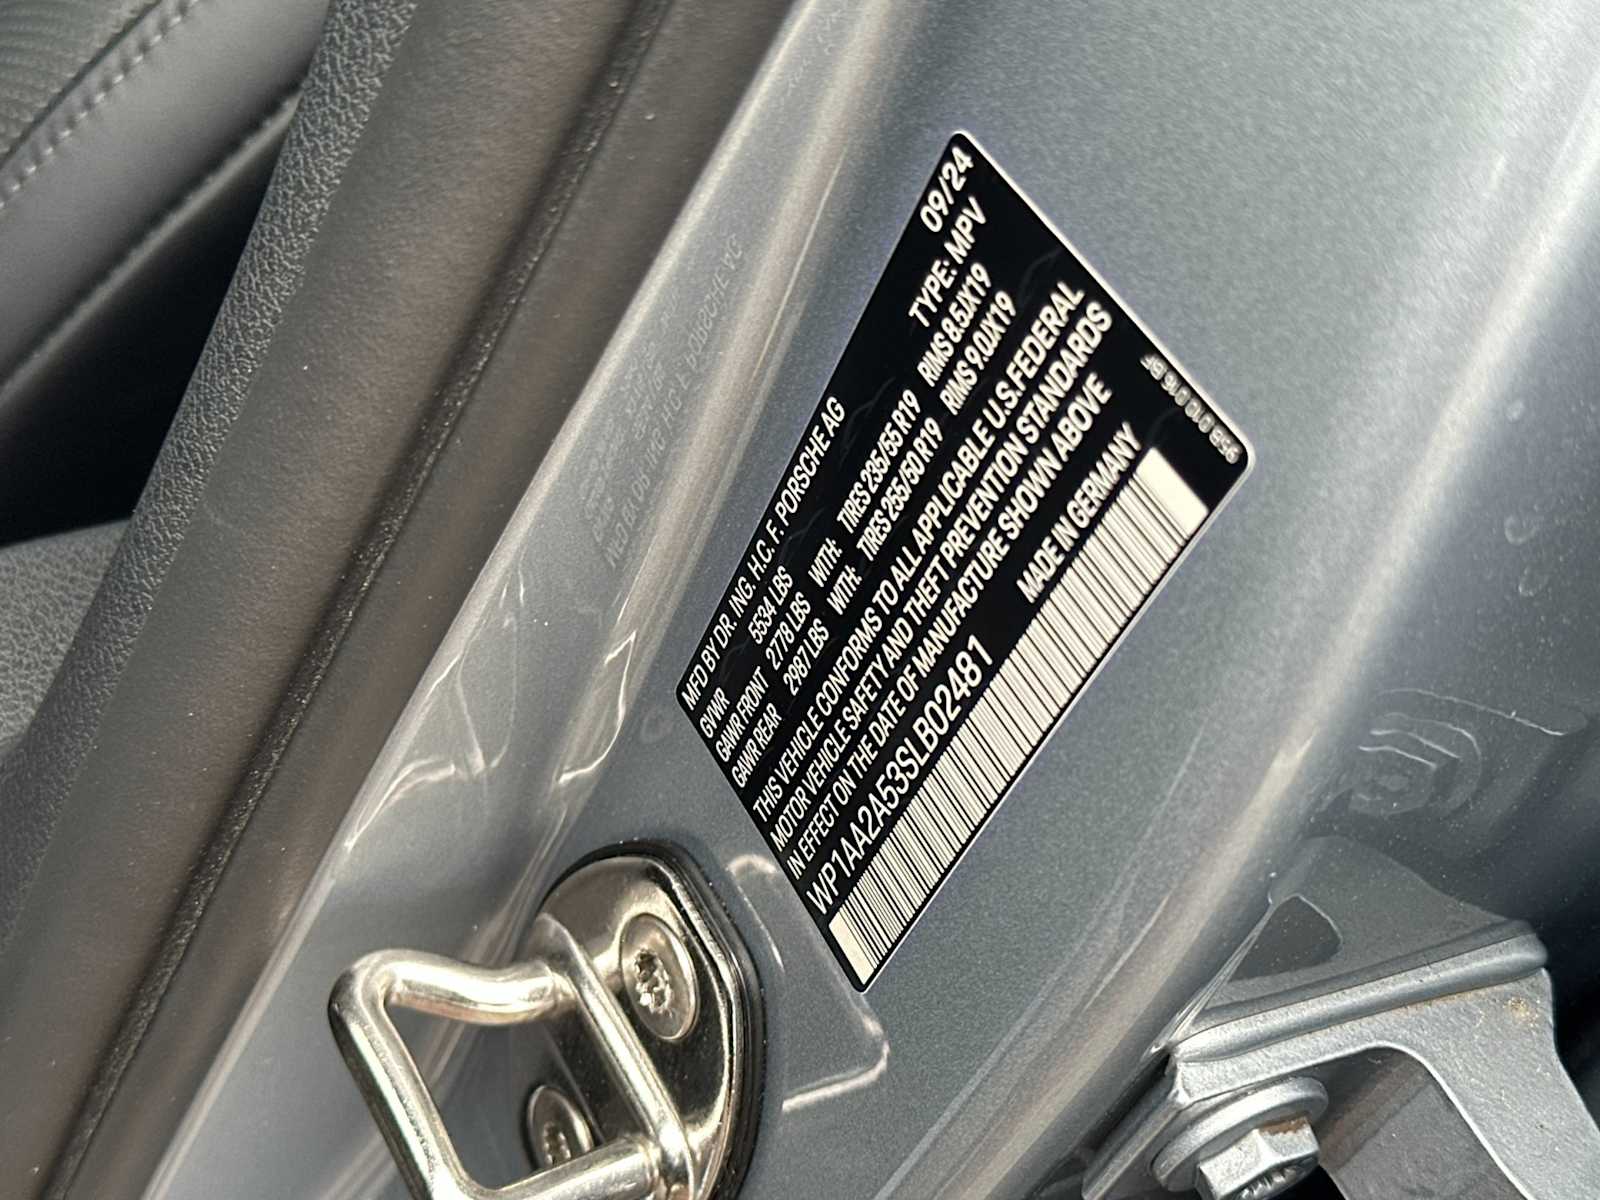 MFD BY DR. ING. H.C. F. PORSCHE AG 09/24
GVWR 5534 LBS TYPE: MPV
GAWR FRONT 2778 LBS WITH: TIRES 235/55 R19 RIMS 8.5JX19
GAWR REAR 2987 LBS WITH: TIRES 255/50 R19 RIMS 9.0JX19
THIS VEHICLE CONFORMS TO ALL APPLICABLE U.S.FEDERAL
MOTOR VEHICLE SAFETY AND THEFT PREVENTION STANDARDS
IN EFFECT ON THE DATE OF MANUFACTURE SHOWN ABOVE
WP1AA2A53SLB02481 MADE IN GERMANY